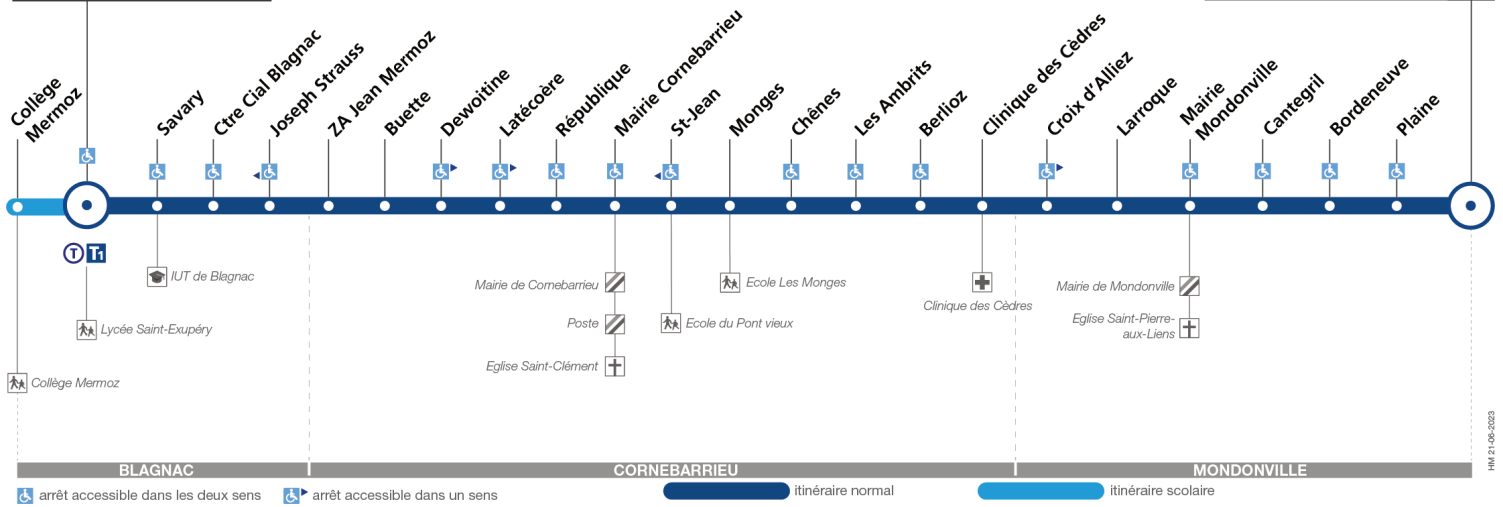 Collège
Mermoz
Savary
Ctre Cial Blagnac
Joseph Strauss
ZA Jean Mermoz
Buette
Devoitine
Latécoère
République
Mairie Cornebarrieu
St-Jean
Monges
Chênes
Les Ambrits
Berlioz
Clinique des Cèdres
Croix d'Alliez
Larroque
Mairie
Mondonville
Cantegril
Bordeneuve
Plaine
T T1
IUT de Blagnac
Lycée Saint-Exupéry
Collège Mermoz
Mairie de Cornebarrieu
Poste
Eglise Saint-Clément
Ecole du Pont vieux
Ecole Les Monges
Clinique des Cèdres
Mairie de Mondonville
Eglise Saint-Pierre-
aux-Liens
HM 21-06-2023
BLAGNAC
CORNEBARRIEU
MONDONVILLE
arrêt accessible dans les deux sens
arrêt accessible dans un sens
itinéraire normal
itinéraire scolaire